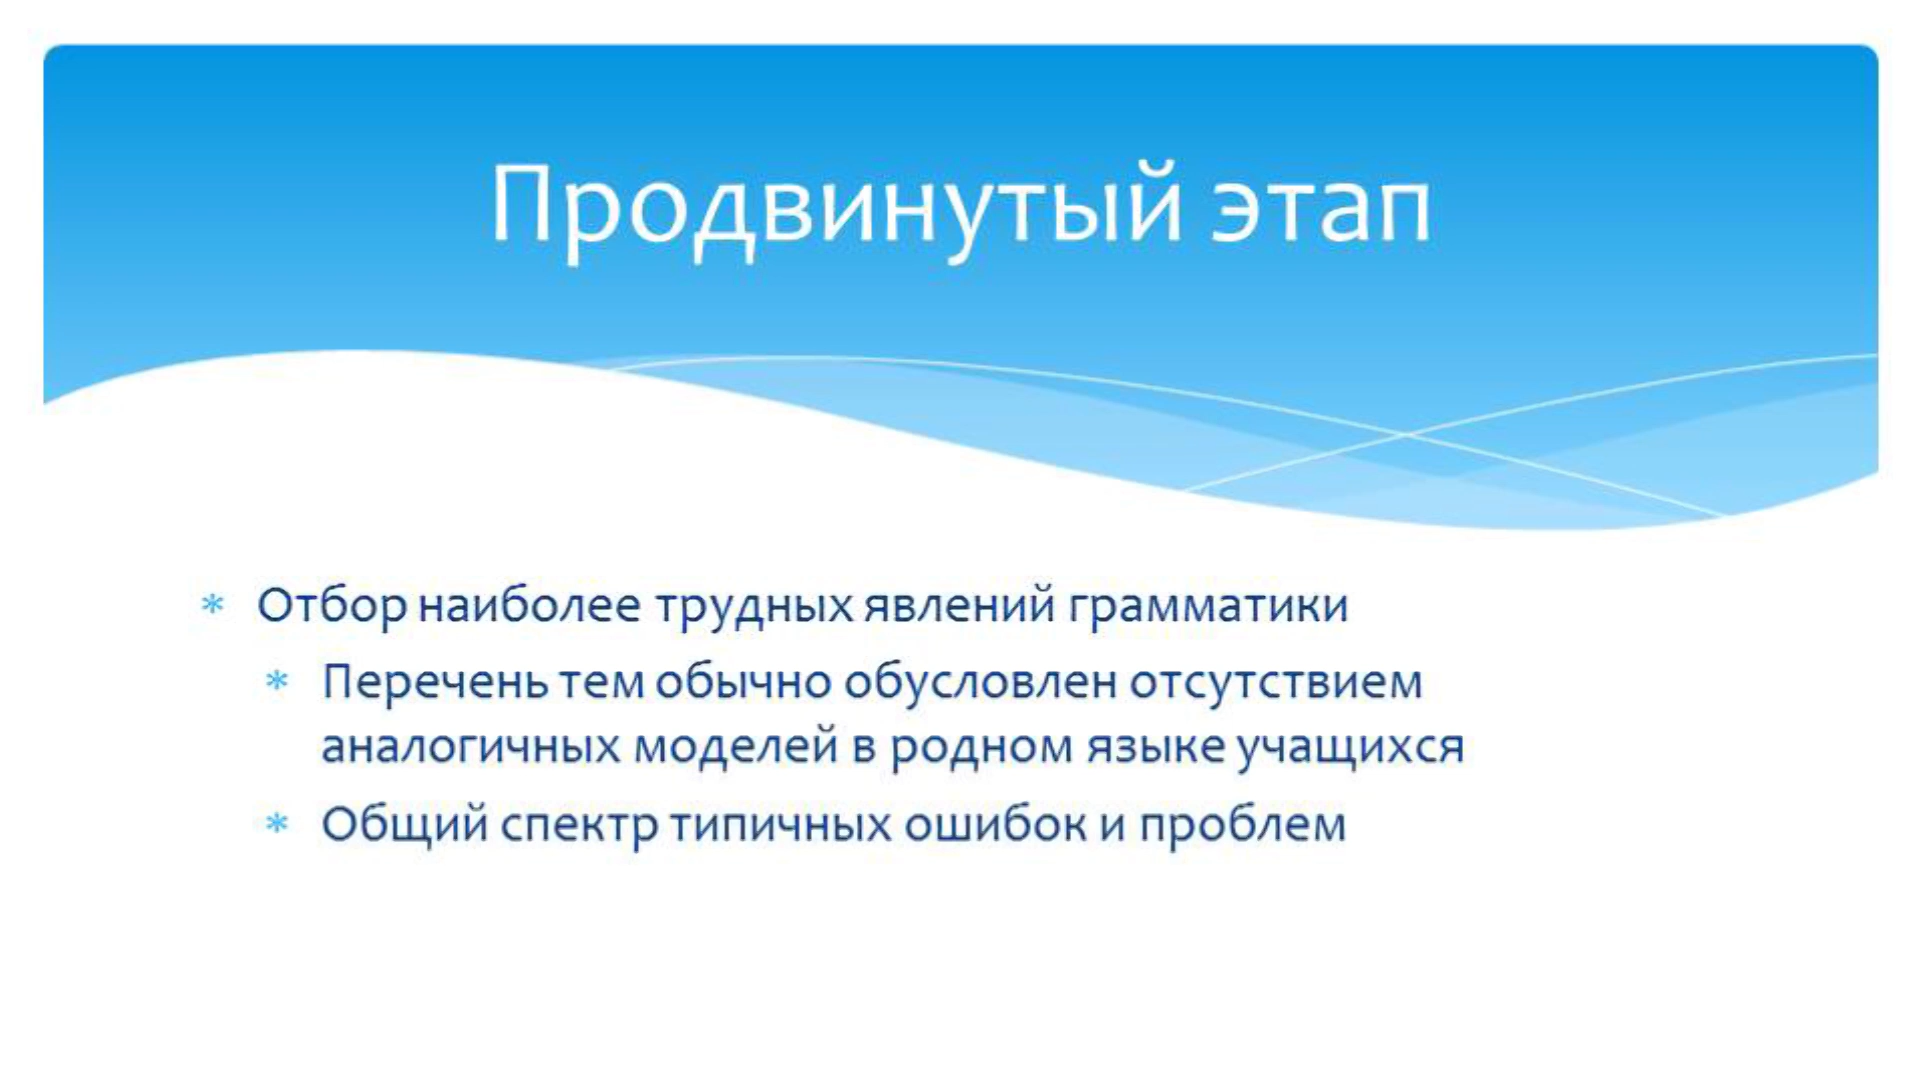 Продвинутый этап
* Отбор наиболее трудных явлений грамматики
* Перечень тем обычно обусловлен отсутствием
аналогичных моделей в родном языке учащихся
* Общий спектр типичных ошибок и проблем